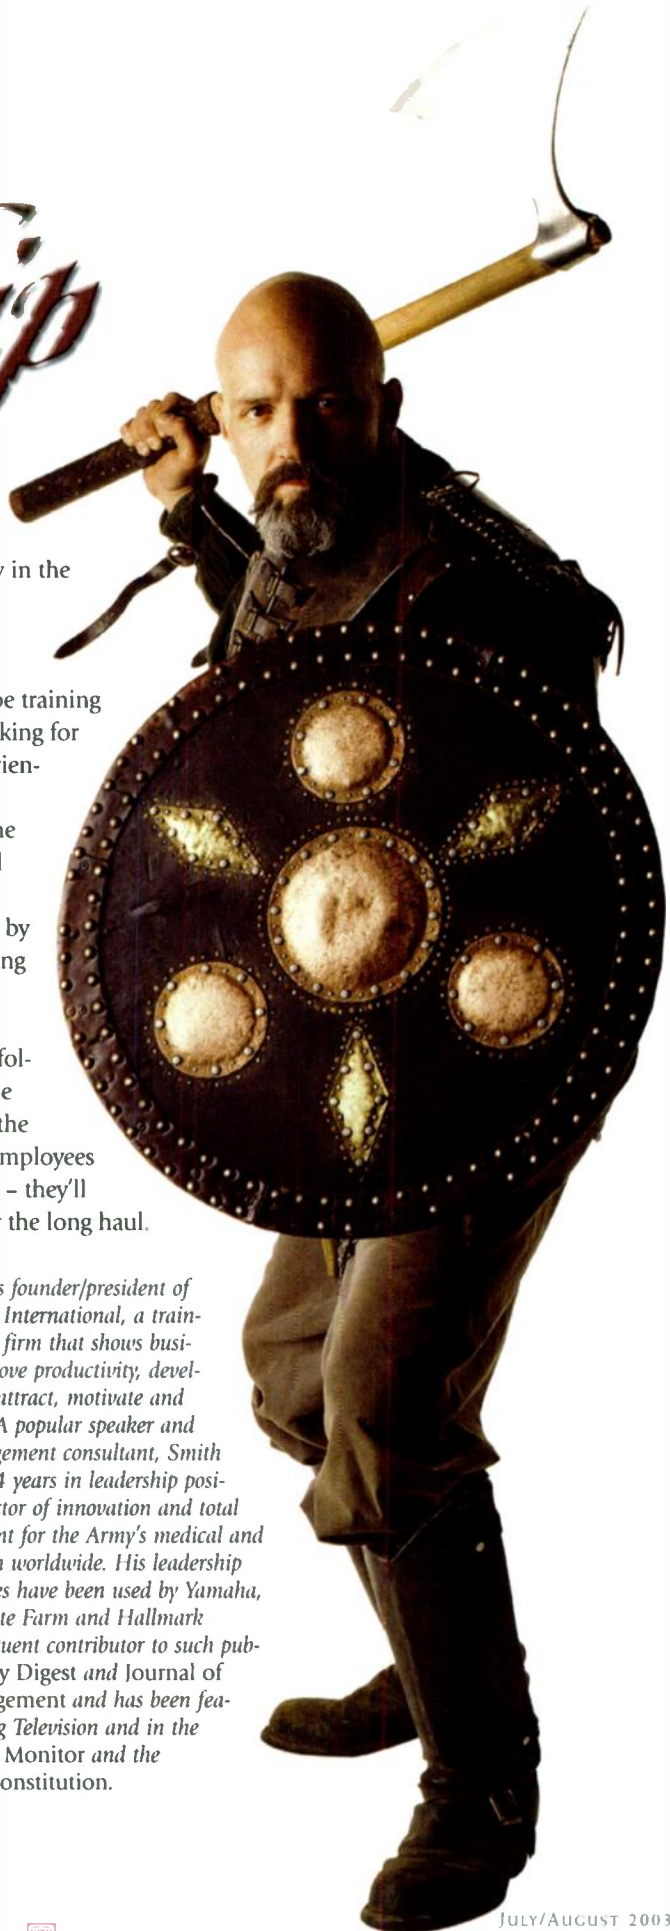 ip
in the
be training
king for
rien-
he
by
ng
fol-
e
the
mployees
– they'll
the long haul.
s founder/president of
International, a train-
firm that shows busi-
ove productivity, devel-
attract, motivate and
A popular speaker and
gement consultant, Smith
4 years in leadership posi-
ctor of innovation and total
nt for the Army's medical and
n worldwide. His leadership
es have been used by Yamaha,
te Farm and Hallmark
uent contributor to such pub-
y Digest and Journal of
gement and has been fea-
g Television and in the
Monitor and the
onstitution.
JULY/AUGUST 2003